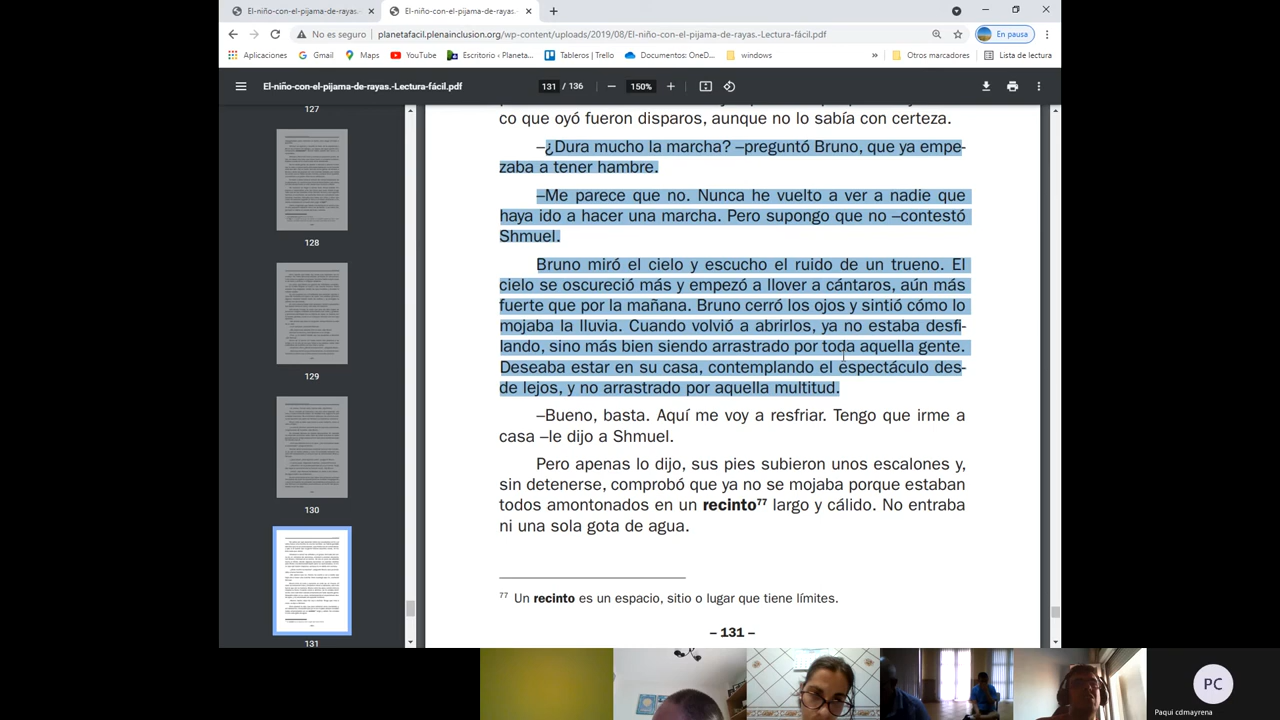 El-niño-con-el-pijama-de-rayas.
El-niño-con-el-pijama-de-rayas.
No es seguro
planetafacil.plenainclusion.org/wp-content/uploads/2019/08/El-niño-con-el-pijama-de-rayas.-Lectura-fácil.pdf
En pausa
Aplicaciones Gmail Maps YouTube Escritorio ‹ Planeta... Tableros | Trello Documentos: OneD... windows » Otros marcadores Lista de lectura
El-niño-con-el-pijama-de-rayas.-Lectura-fácil.pdf
131 / 136
150%
127
128
129
130
131
co que oyó fueron disparos, aunque no lo sabía con certeza.
–¿Dura mucho la marcha? –preguntó Bruno, que ya empe-
zaba a tener hambre.
–Me parece que no. Nunca he vuelto a ver a nadie que
haya ido a hacer una marcha. Pero supongo que no –contestó
Shmuel.
Bruno miró el cielo y escuchó el ruido de un trueno. El
cielo se oscureció más y empezó a llover a cántaros, aún más
fuerte que por la mañana. Bruno cerró los ojos y sintió cómo lo
mojaba la lluvia. Cuando volvió a abrirlos, ya no estaba desfi-
lando, más bien siendo arrastrado por toda aquella gente.
Deseaba estar en su casa, contemplando el espectáculo des-
de lejos, y no arrastrado por aquella multitud.
–Bueno, basta. Aquí me voy a resfriar. Tengo que irme a
casa –le dijo a Shmuel.
Pero apenas lo dijo, sus pies subieron unos escalones y,
sin detenerse, comprobó que ya no se mojaba porque estaban
todos amontonados en un recinto77 largo y cálido. No entraba
ni una sola gota de agua.
77 Un recinto es un espacio, sitio o lugar que tiene límites.
– 131 –
PC
Paqui cdmayrena